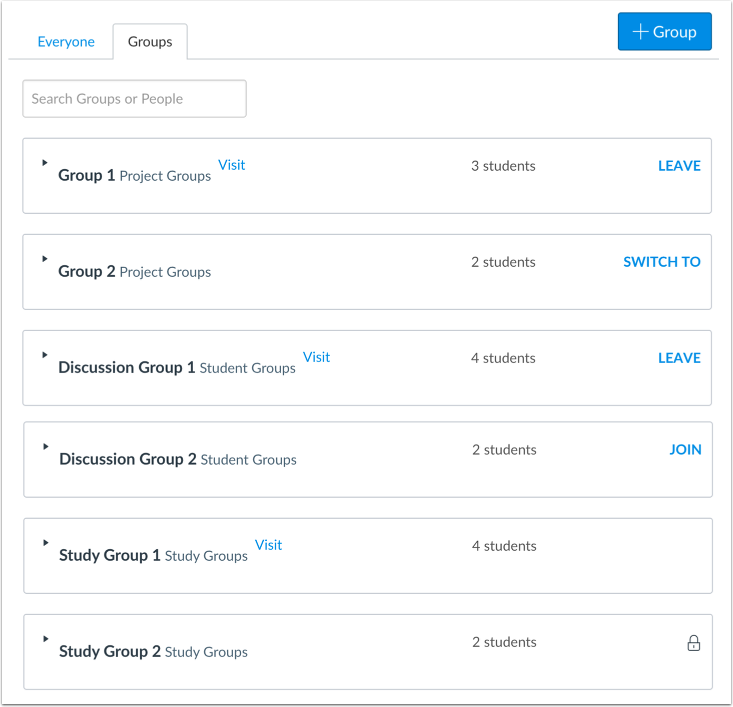 Everyone Groups + Group
Search Groups or People
Group 1 Project Groups Visit 3 students LEAVE
Group 2 Project Groups 2 students SWITCH TO
Discussion Group 1 Student Groups Visit 4 students LEAVE
Discussion Group 2 Student Groups 2 students JOIN
Study Group 1 Study Groups Visit 4 students
Study Group 2 Study Groups 2 students